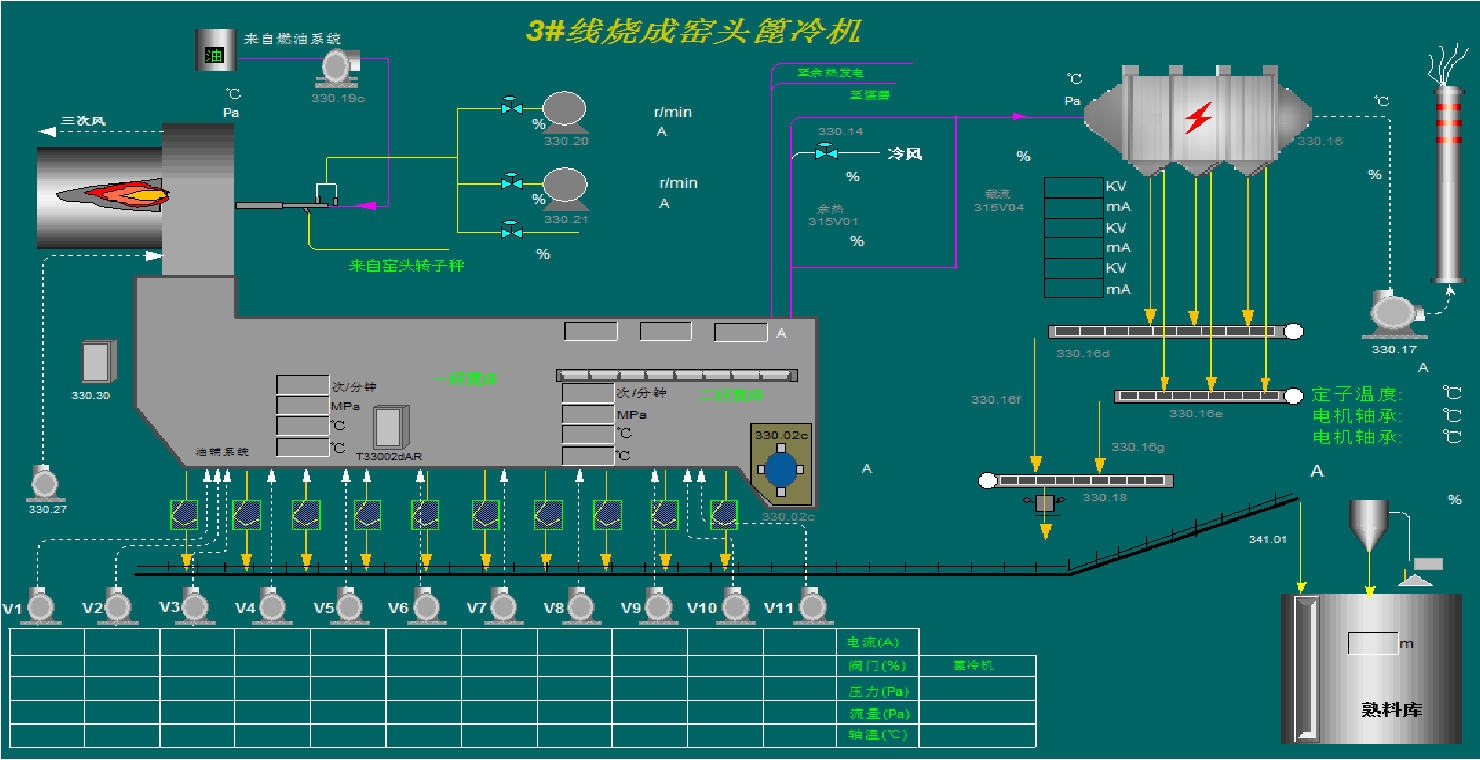 3#线烧成窑头篦冷机
来自燃油系统
油
330.19c
℃
Pa
三次风
330.20
%
r/min
A
330.21
%
r/min
A
%
来自窑头转子秤
至余热发电
至煤磨
330.14
冷风
%
余热
315V01
%
%
截流
315V04
℃
Pa
330.16
℃
%
KV
mA
KV
mA
KV
mA
330.17
A
定子温度:
℃
电机轴承:
℃
电机轴承:
℃
330.16d
330.16e
330.16f
330.16g
330.18
A
A
341.01
%
m
熟料库
330.30
330.27
次/分钟
MPa
℃
℃
T33002dAR
油辅系统
次/分钟
MPa
℃
℃
A
330.02c
330.02c
V1
V2
V3
V4
V5
V6
V7
V8
V9
V10
V11
电流(A)
阀门(%)
篦冷机
压力(Pa)
流量(Pa)
轴温(℃)